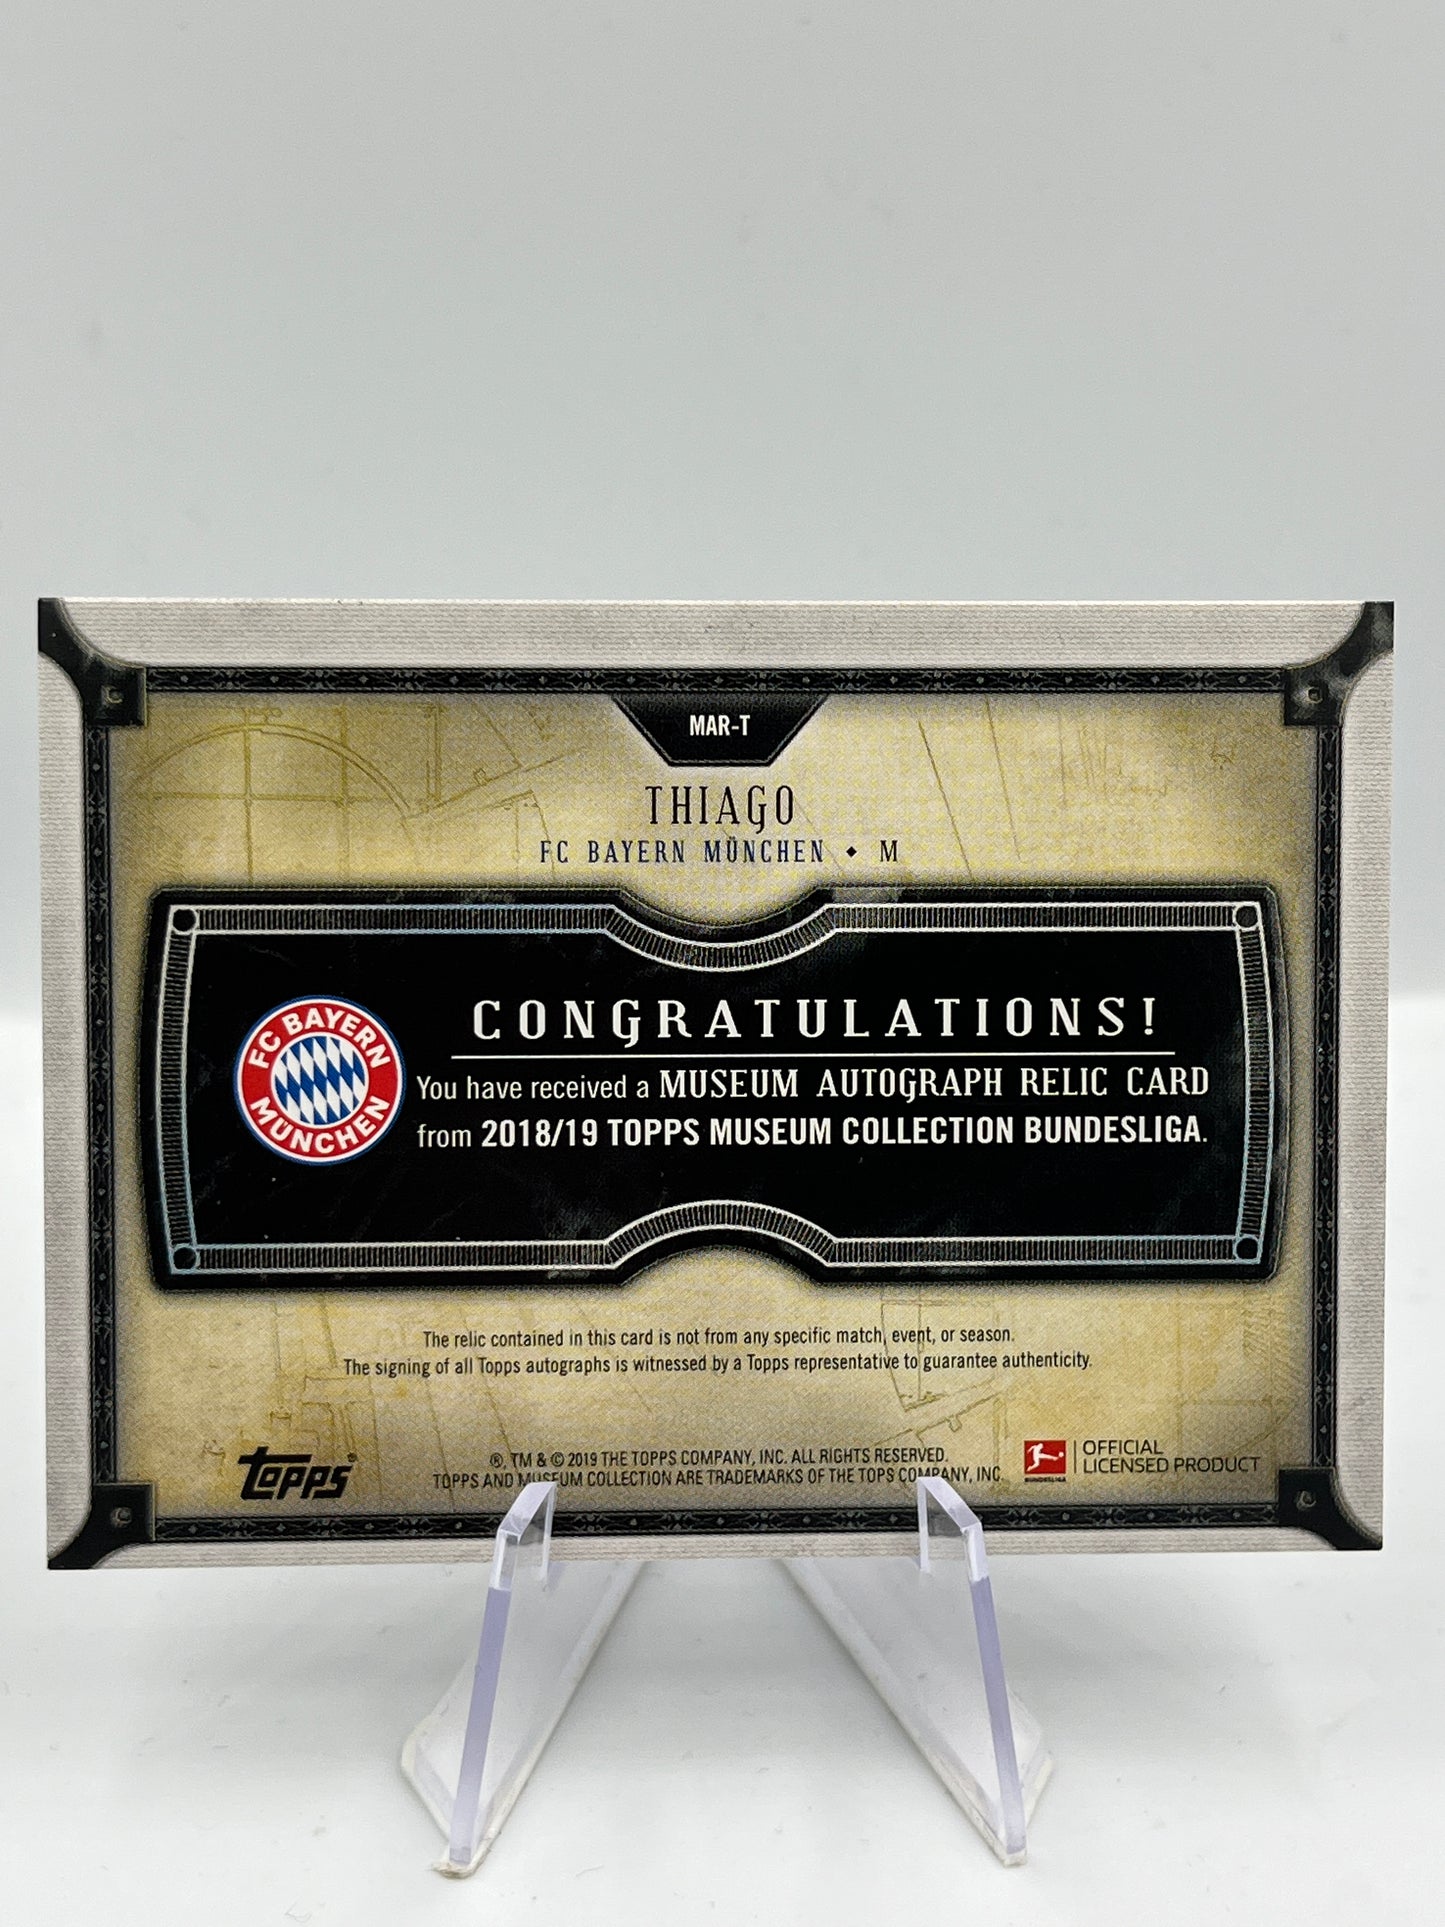 MAR-T
THIAGO
FC BAYERN MÜNCHEN ◆ M
FC BAYERN
MÜNCHEN
CONGRATULATIONS!
You have received a MUSEUM AUTOGRAPH RELIC CARD
from 2018/19 TOPPS MUSEUM COLLECTION BUNDESLIGA.
The relic contained in this card is not from any specific match, event, or season.
The signing of all Topps autographs is witnessed by a Topps representative to guarantee authenticity.
topps®
®, TM & © 2019 THE TOPPS COMPANY, INC. ALL RIGHTS RESERVED.
TOPPS AND MUSEUM COLLECTION ARE TRADEMARKS OF THE TOPS COMPANY, INC.
BUNDESLIGA
OFFICIAL
LICENSED PRODUCT